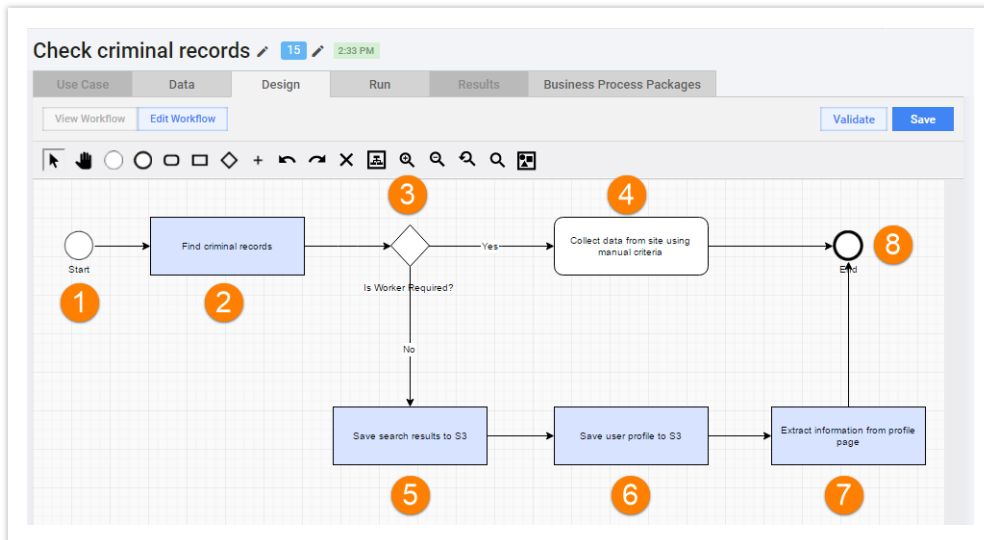 Check criminal records 15 2:33 PM
Use Case Data Design Run Results Business Process Packages
View Workflow Edit Workflow Validate Save
3 4
Find criminal records Yes Collect data from site using
manual criteria 8
Start End
Is Worker Required?
1 2
No
Save search results to S3 Save user profile to S3 Extract information from profile
page
5 6 7